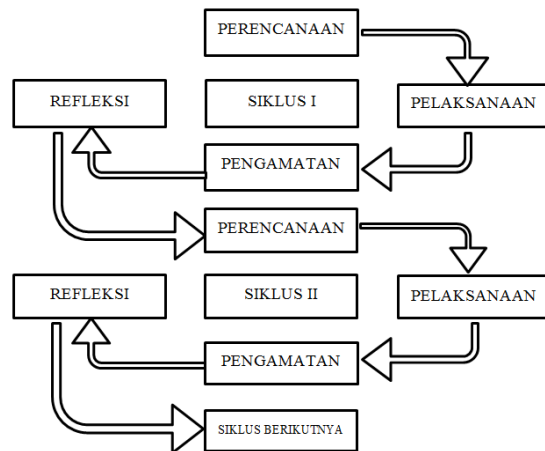 PERENCANAAN
REFLEKSI
SIKLUS I
PELAKSANAAN
PENGAMATAN
PERENCANAAN
REFLEKSI
SIKLUS II
PELAKSANAAN
PENGAMATAN
SIKLUS BERIKUTNYA